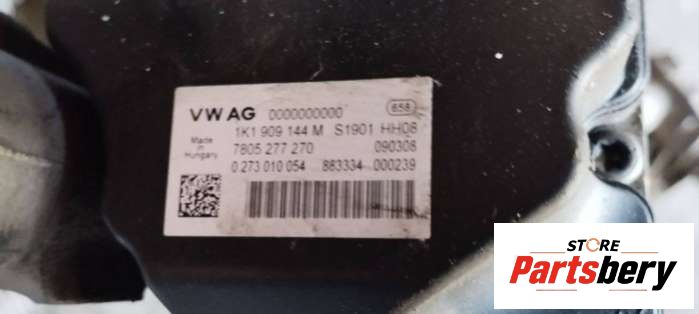 VW AG 0000000000 658
1K1 909 144 M S1901 HH08
Made in Hungary
7805 277 270 090308
0 273 010 054 883334 000239
STORE
Partsbery